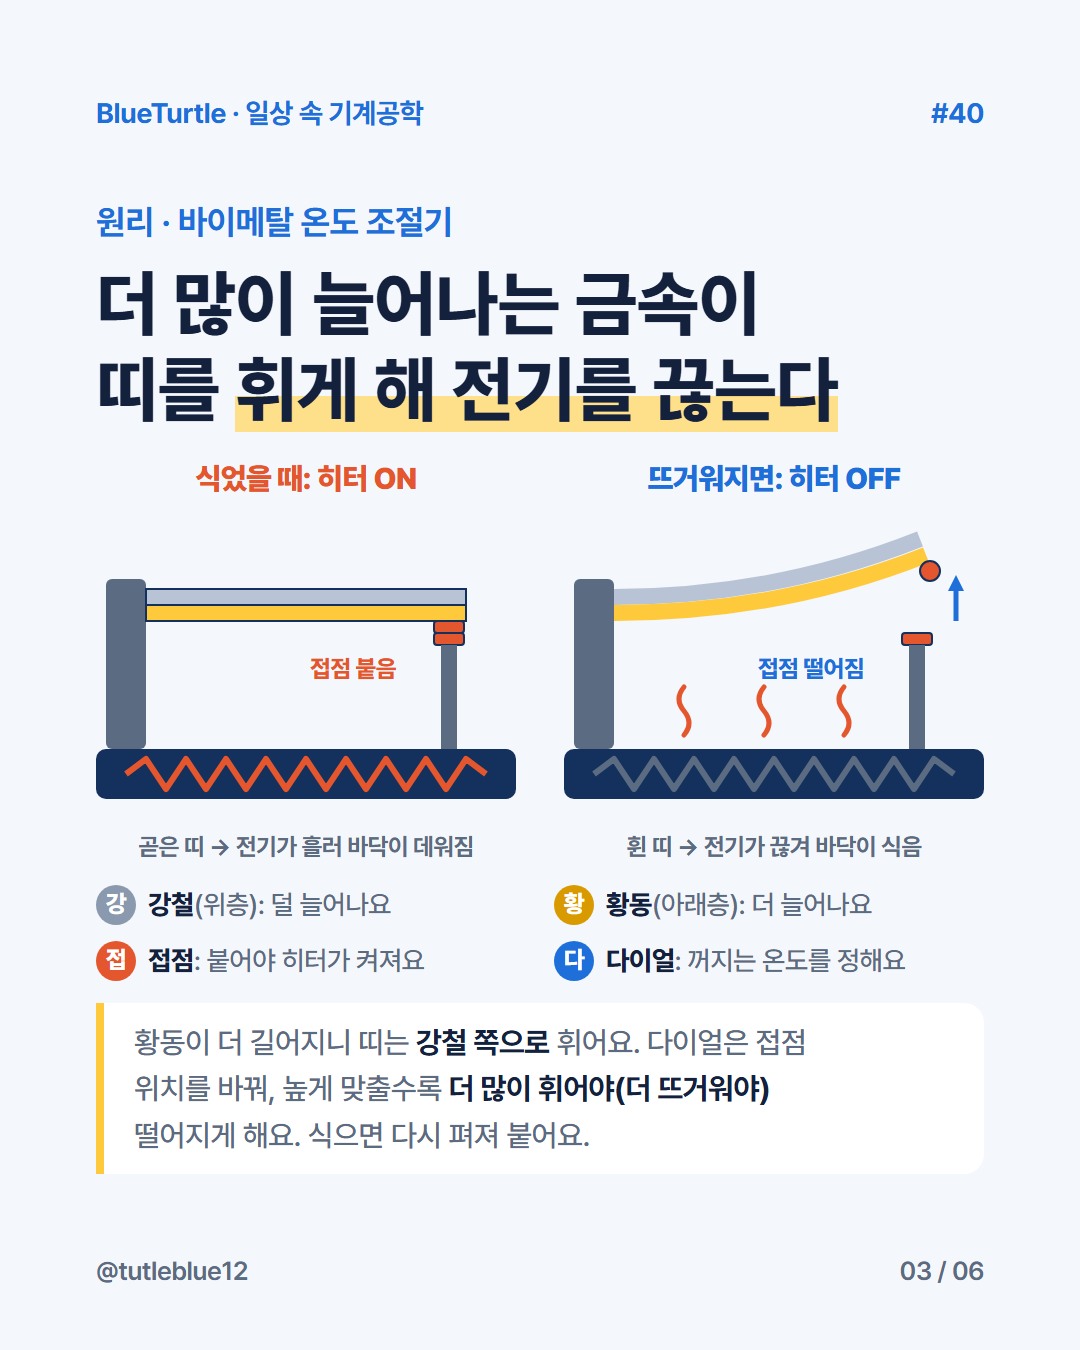 BlueTurtle · 일상 속 기계공학
#40
원리 · 바이메탈 온도 조절기
더 많이 늘어나는 금속이
띠를 휘게 해 전기를 끊는다
식었을 때: 히터 ON
뜨거워지면: 히터 OFF
접점 붙음
접점 떨어짐
곧은 띠 → 전기가 흘러 바닥이 데워짐
휜 띠 → 전기가 끊겨 바닥이 식음
강 강철(위층): 덜 늘어나요
황 황동(아래층): 더 늘어나요
접 접점: 붙어야 히터가 켜져요
다 다이얼: 꺼지는 온도를 정해요
황동이 더 길어지니 띠는 강철 쪽으로 휘어요. 다이얼은 접점
위치를 바꿔, 높게 맞출수록 더 많이 휘어야(더 뜨거워야)
떨어지게 해요. 식으면 다시 펴져 붙어요.
@tutleblue12
03 / 06